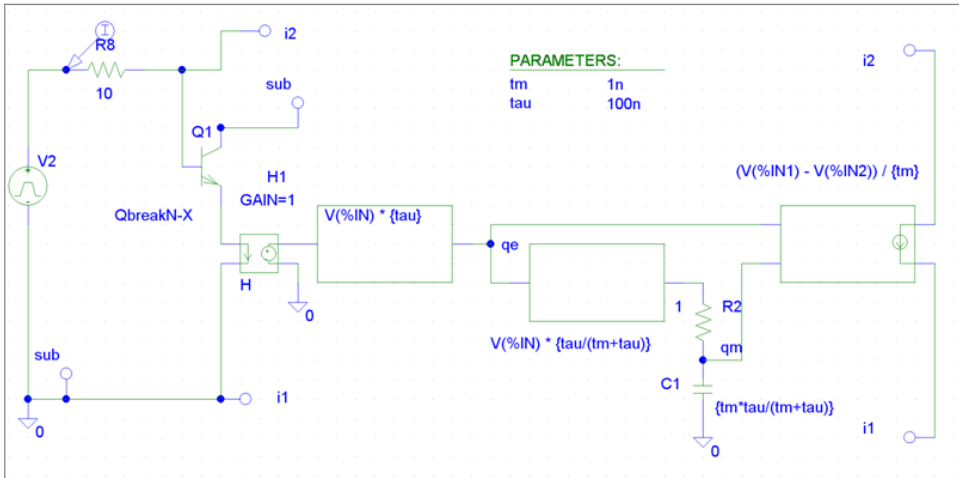 I
R8
i2
i2
PARAMETERS:
10
sub
tm 1n
tau 100n
Q1
V2
H1
(V(%IN1) - V(%IN2)) / {tm}
GAIN=1
QbreakN-X
V(%IN) * {tau}
qe
H
1
R2
0
V(%IN) * {tau/(tm+tau)}
qm
sub
C1
i1
{tm*tau/(tm+tau)}
i1
0
0